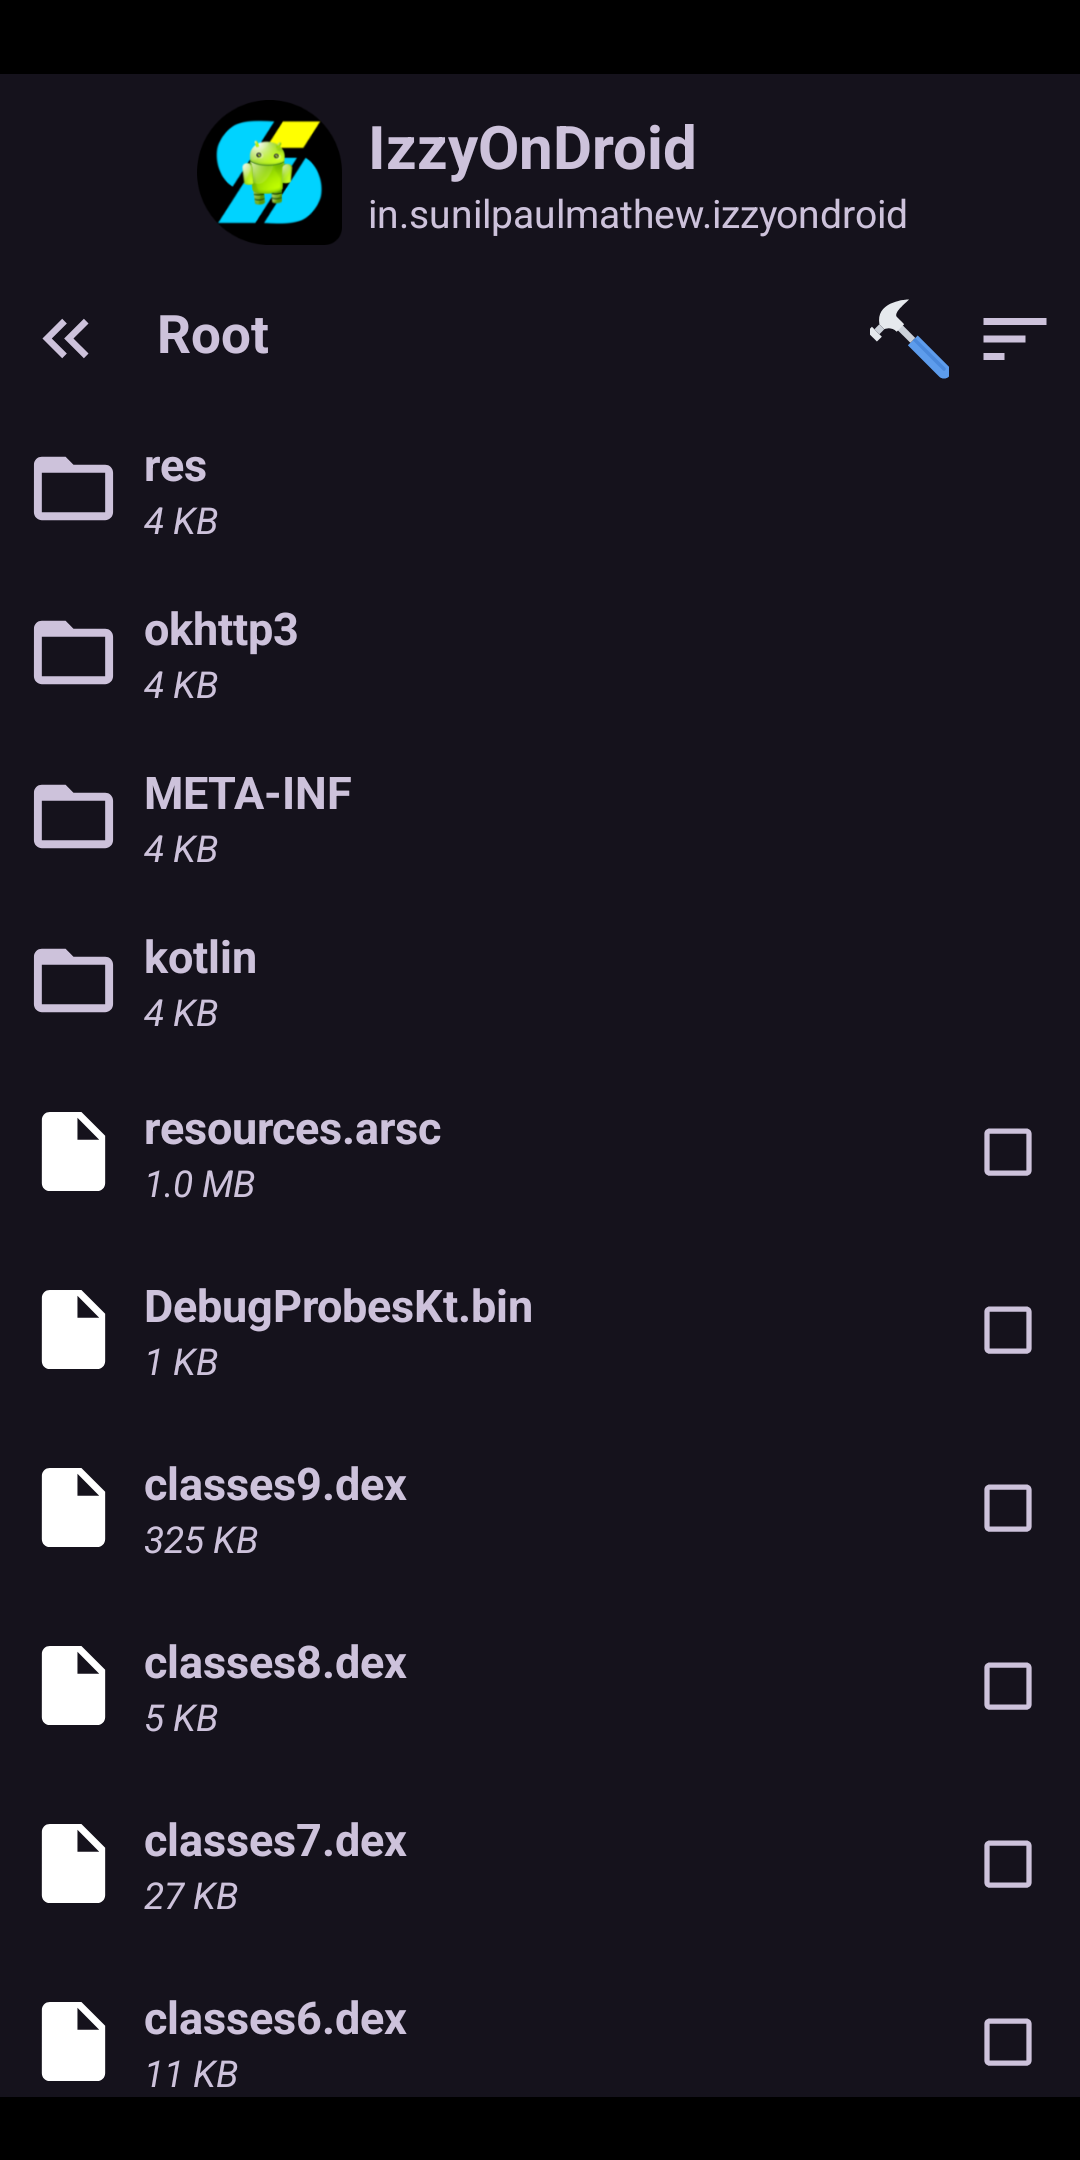 IzzyOnDroid
in.sunilpaulmathew.izzyondroid
Root
res
4 KB
okhttp3
4 KB
META-INF
4 KB
kotlin
4 KB
resources.arsc
1.0 MB
DebugProbesKt.bin
1 KB
classes9.dex
325 KB
classes8.dex
5 KB
classes7.dex
27 KB
classes6.dex
11 KB